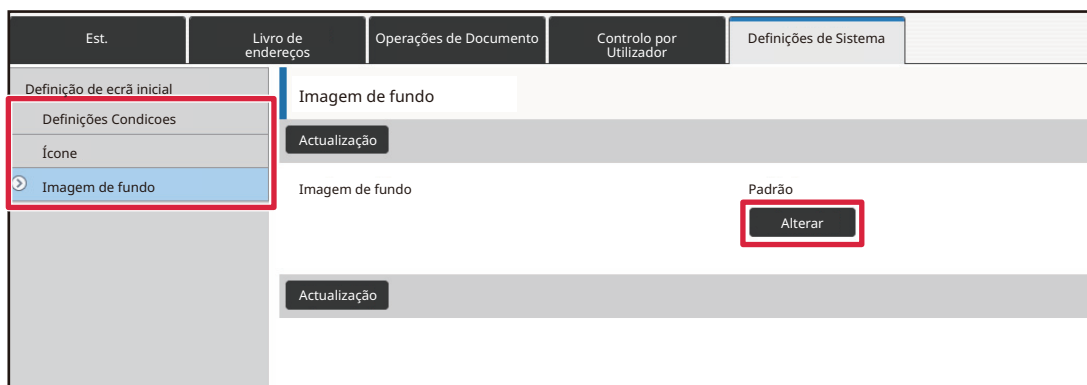 Est.
Livro de
endereços
Operações de Documento
Controlo por
Utilizador
Definições de Sistema
Definição de ecrã inicial
Definições Condicoes
Ícone
Imagem de fundo
Imagem de fundo
Actualização
Imagem de fundo
Padrão
Alterar
Actualização